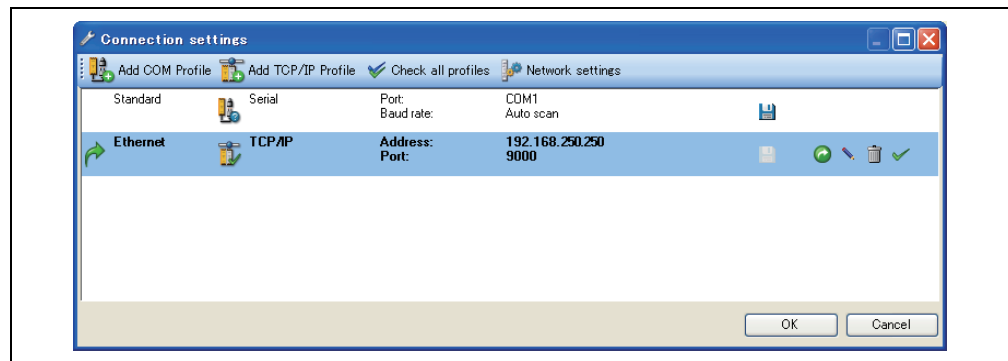 Connection settings
Add COM Profile Add TCP/IP Profile Check all profiles Network settings
Standard Serial Port: COM1
Baud rate: Auto scan
Ethernet TCP/IP Address: 192.168.250.250
Port: 9000
OK Cancel